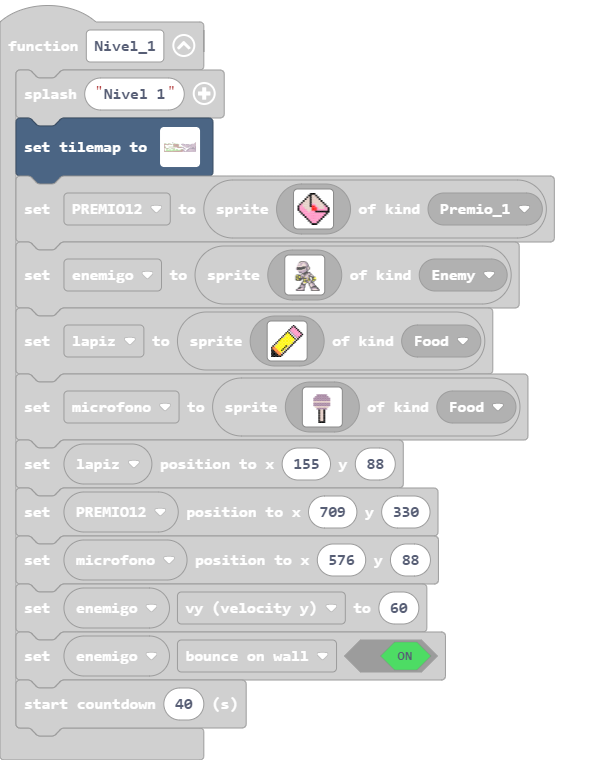 function Nivel_1
splash "Nivel 1"
set tilemap to
set PREMIO12 to sprite of kind Premio_1
set enemigo to sprite of kind Enemy
set lapiz to sprite of kind Food
set microfono to sprite of kind Food
set lapiz position to x 155 y 88
set PREMIO12 position to x 709 y 330
set microfono position to x 576 y 88
set enemigo vy (velocity y) to 60
set enemigo bounce on wall ON
start countdown 40 (s)